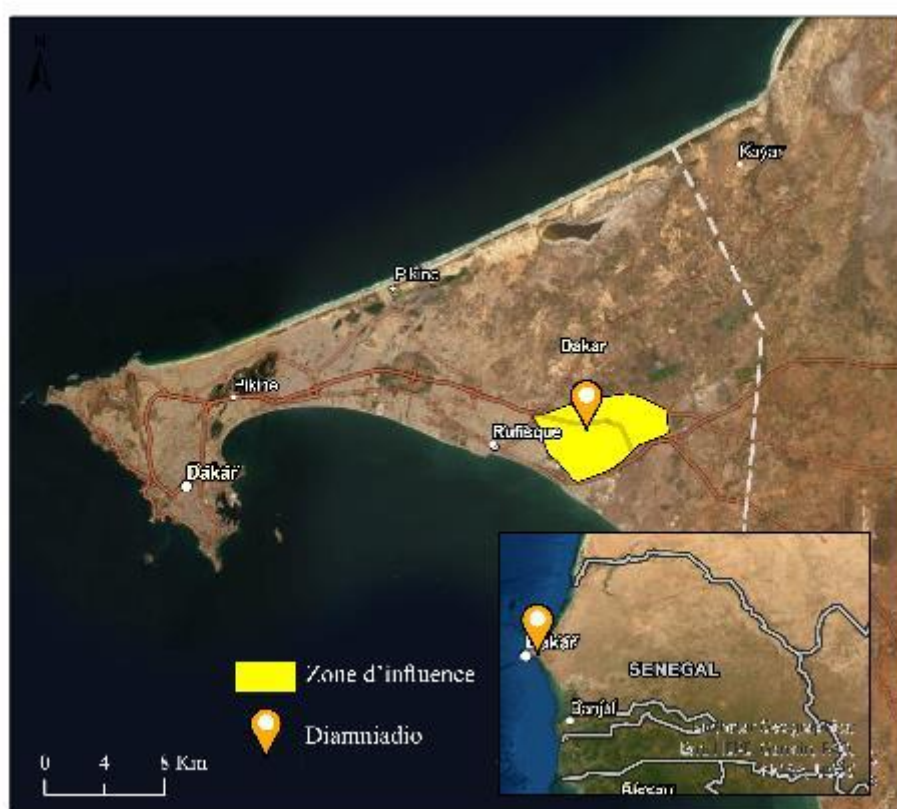 N
Kayar
Pikine
Dakar
Pikine
Rufisque
Dakar
Dakar
SENEGAL
Banjul
Zone d'influence
Diamniadio
0 4 8 Km